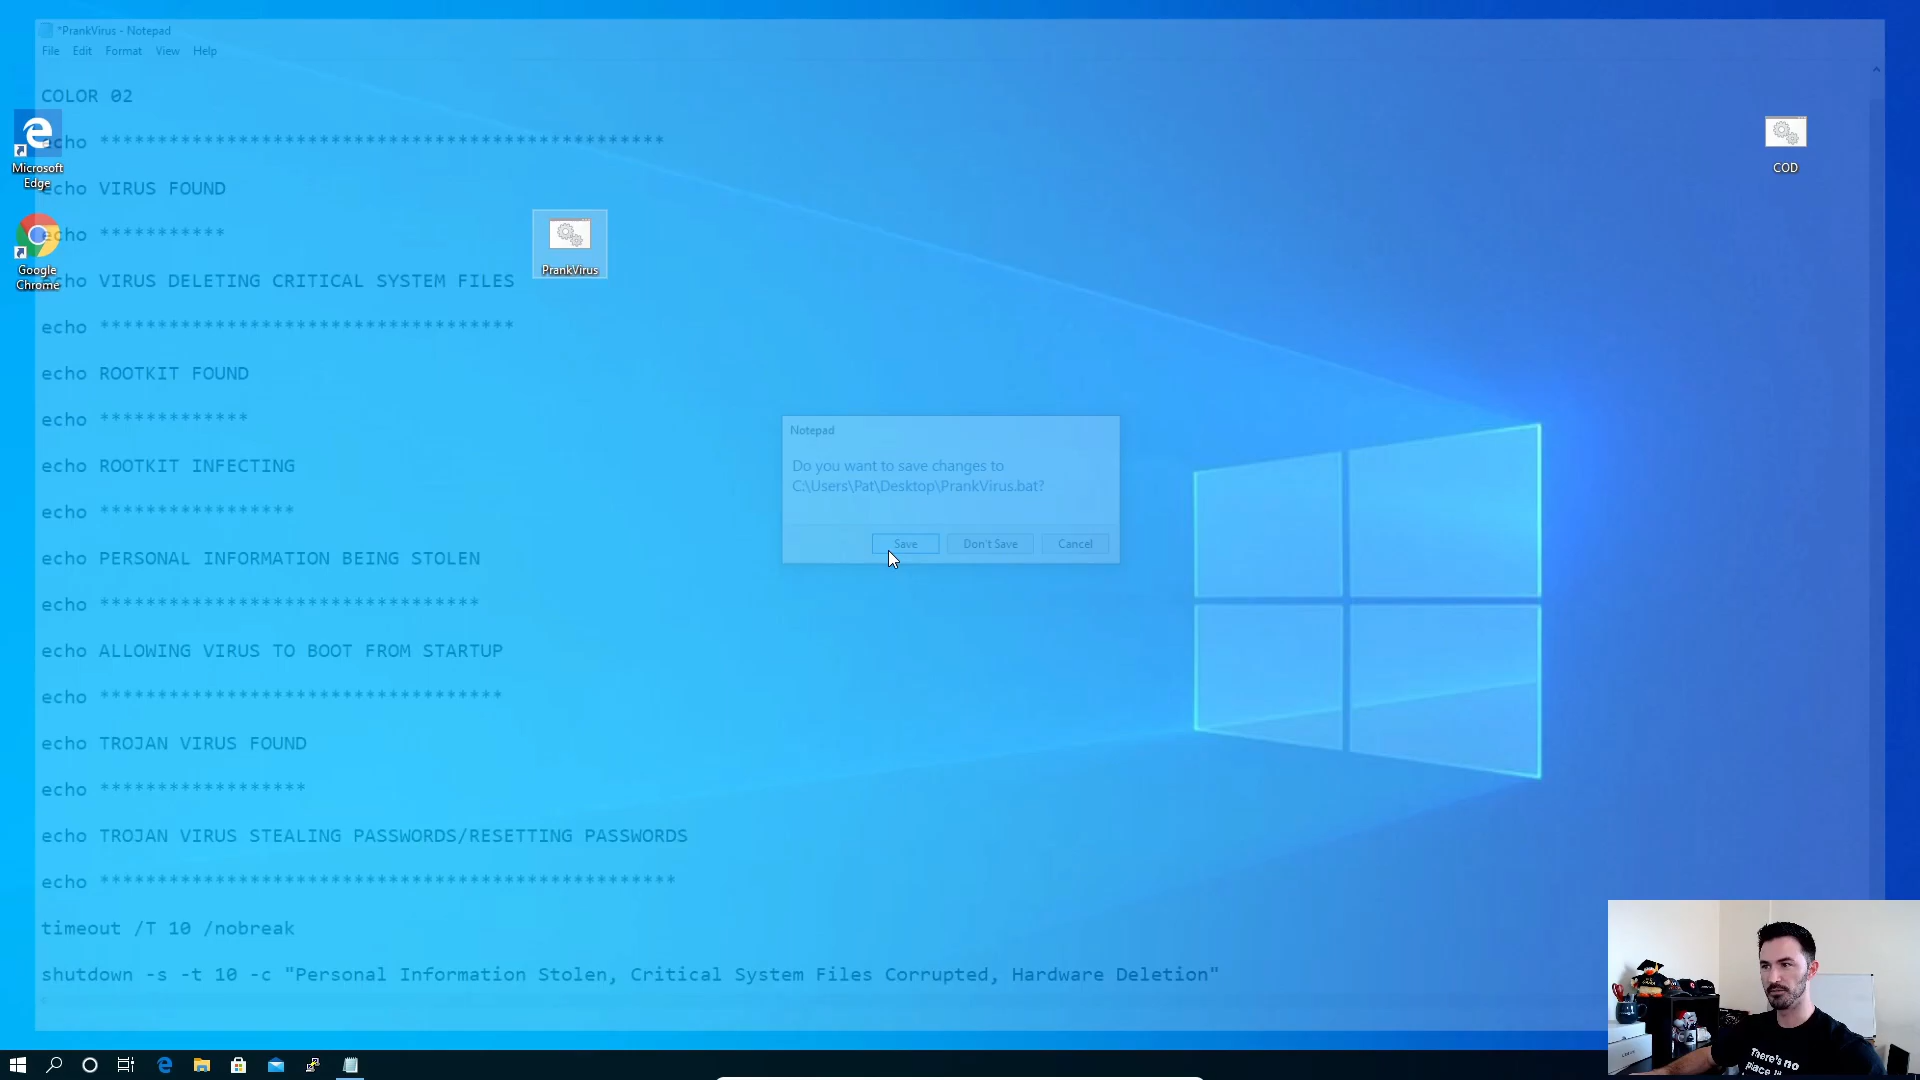 *PrankVirus - Notepad
File Edit Format View Help
COLOR 02
echo *************************************************
echo VIRUS FOUND
echo ***********
echo VIRUS DELETING CRITICAL SYSTEM FILES
echo ************************************
echo ROOTKIT FOUND
echo *************
echo ROOTKIT INFECTING
echo *****************
echo PERSONAL INFORMATION BEING STOLEN
echo *********************************
echo ALLOWING VIRUS TO BOOT FROM STARTUP
echo ***********************************
echo TROJAN VIRUS FOUND
echo ******************
echo TROJAN VIRUS STEALING PASSWORDS/RESETTING PASSWORDS
echo **************************************************
timeout /T 10 /nobreak
shutdown -s -t 10 -c "Personal Information Stolen, Critical System Files Corrupted, Hardware Deletion"
Microsoft
Edge
Google
Chrome
PrankVirus
COD
Notepad
Do you want to save changes to
C:\Users\Pat\Desktop\PrankVirus.bat?
Save Don't Save Cancel
There's no
place